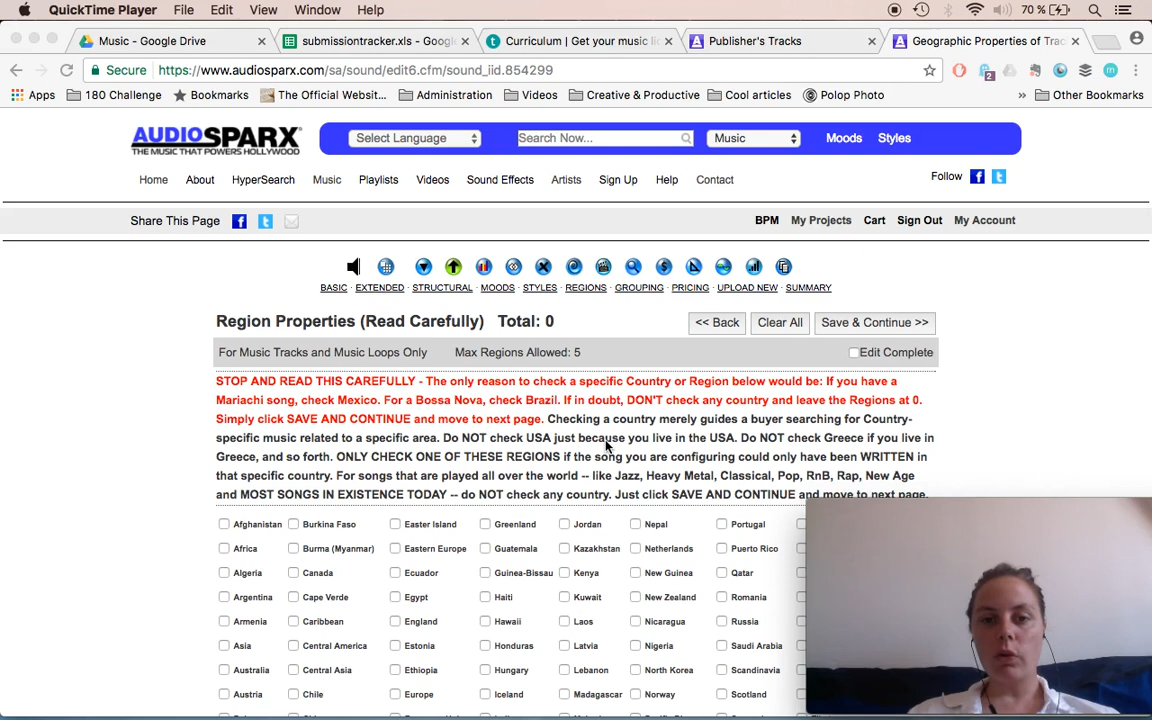 QuickTime Player File Edit View Window Help 70 %
Music - Google Drive submissiontracker.xls - Googl Curriculum | Get your music li Publisher's Tracks Geographic Properties of Trac
Secure https://www.audiosparx.com/sa/sound/edit6.cfm/sound_iid.854299
Apps 180 Challenge Bookmarks The Official Websit... Administration Videos Creative & Productive Cool articles Polop Photo » Other Bookmarks
AUDIOSPARX
THE MUSIC THAT POWERS HOLLYWOOD
Select Language Search Now... Music Moods Styles
Home About HyperSearch Music Playlists Videos Sound Effects Artists Sign Up Help Contact Follow
Share This Page BPM My Projects Cart Sign Out My Account
BASIC EXTENDED STRUCTURAL MOODS STYLES REGIONS GROUPING PRICING UPLOAD NEW SUMMARY
Region Properties (Read Carefully) Total: 0 << Back Clear All Save & Continue >>
For Music Tracks and Music Loops Only Max Regions Allowed: 5 Edit Complete
STOP AND READ THIS CAREFULLY - The only reason to check a specific Country or Region below would be: If you have a
Mariachi song, check Mexico. For a Bossa Nova, check Brazil. If in doubt, DON'T check any country and leave the Regions at 0.
Simply click SAVE AND CONTINUE and move to next page. Checking a country merely guides a buyer searching for Country-
specific music related to a specific area. Do NOT check USA just because you live in the USA. Do NOT check Greece if you live in
Greece, and so forth. ONLY CHECK ONE OF THESE REGIONS if the song you are configuring could only have been WRITTEN in
that specific country. For songs that are played all over the world -- like Jazz, Heavy Metal, Classical, Pop, RnB, Rap, New Age
and MOST SONGS IN EXISTENCE TODAY -- do NOT check any country. Just click SAVE AND CONTINUE and move to next page.
Afghanistan Burkina Faso Easter Island Greenland Jordan Nepal Portugal
Africa Burma (Myanmar) Eastern Europe Guatemala Kazakhstan Netherlands Puerto Rico
Algeria Canada Ecuador Guinea-Bissau Kenya New Guinea Qatar
Argentina Cape Verde Egypt Haiti Kuwait New Zealand Romania
Armenia Caribbean England Hawaii Laos Nicaragua Russia
Asia Central America Estonia Honduras Latvia Nigeria Saudi Arabia
Australia Central Asia Ethiopia Hungary Lebanon North Korea Scandinavia
Austria Chile Europe Iceland Madagascar Norway Scotland